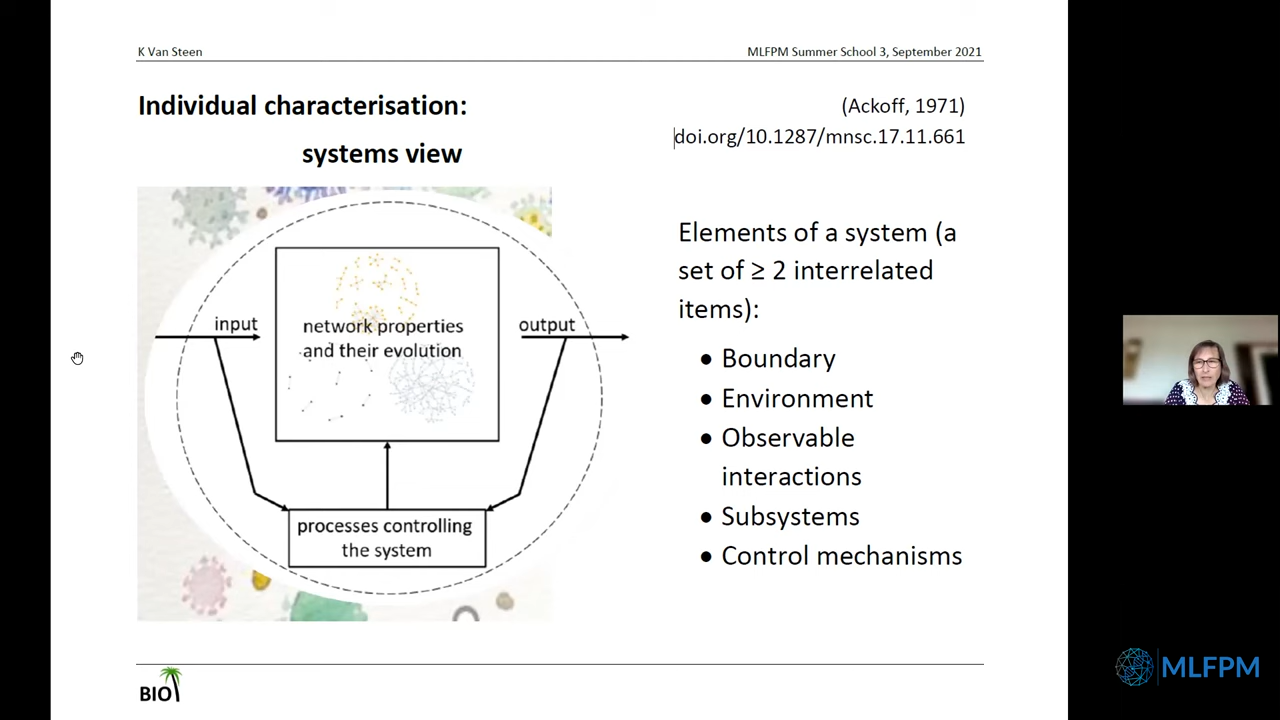 K Van Steen
MLFPM Summer School 3, September 2021
Individual characterisation:
systems view
(Ackoff, 1971)
doi.org/10.1287/mnsc.17.11.661
input
network properties
and their evolution
output
processes controlling
the system
Elements of a system (a
set of ≥ 2 interrelated
items):
• Boundary
• Environment
• Observable
interactions
• Subsystems
• Control mechanisms
BIO
MLFPM